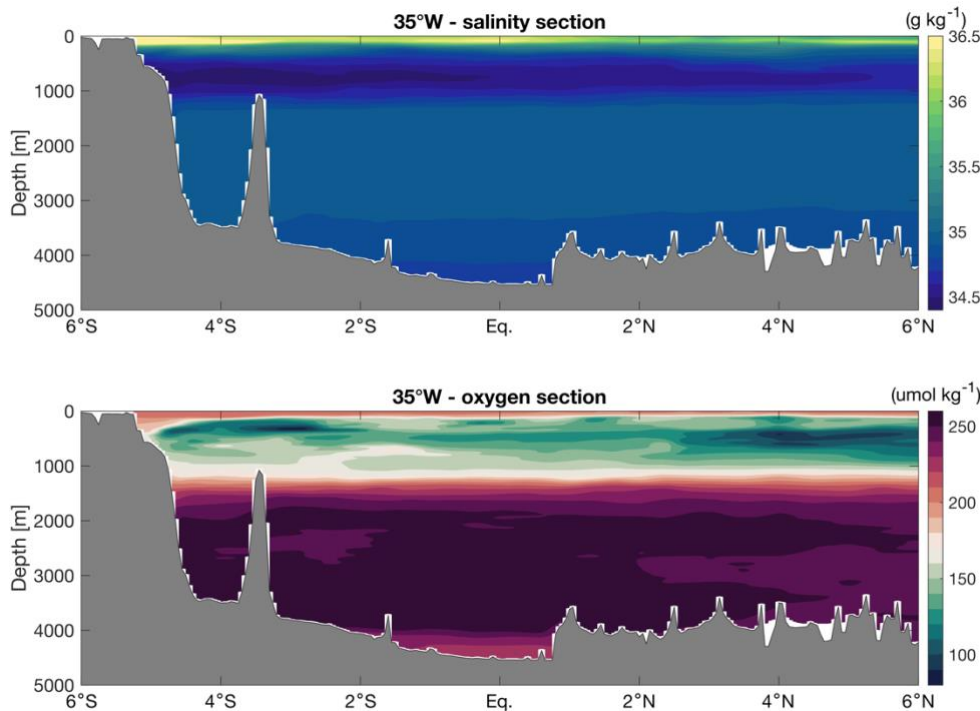 35°W - salinity section
(g kg⁻¹)
Depth [m]
0
1000
2000
3000
4000
5000
6°S
4°S
2°S
Eq.
2°N
4°N
6°N
36.5
36
35.5
35
34.5
35°W - oxygen section
(umol kg⁻¹)
Depth [m]
0
1000
2000
3000
4000
5000
6°S
4°S
2°S
Eq.
2°N
4°N
6°N
250
200
150
100